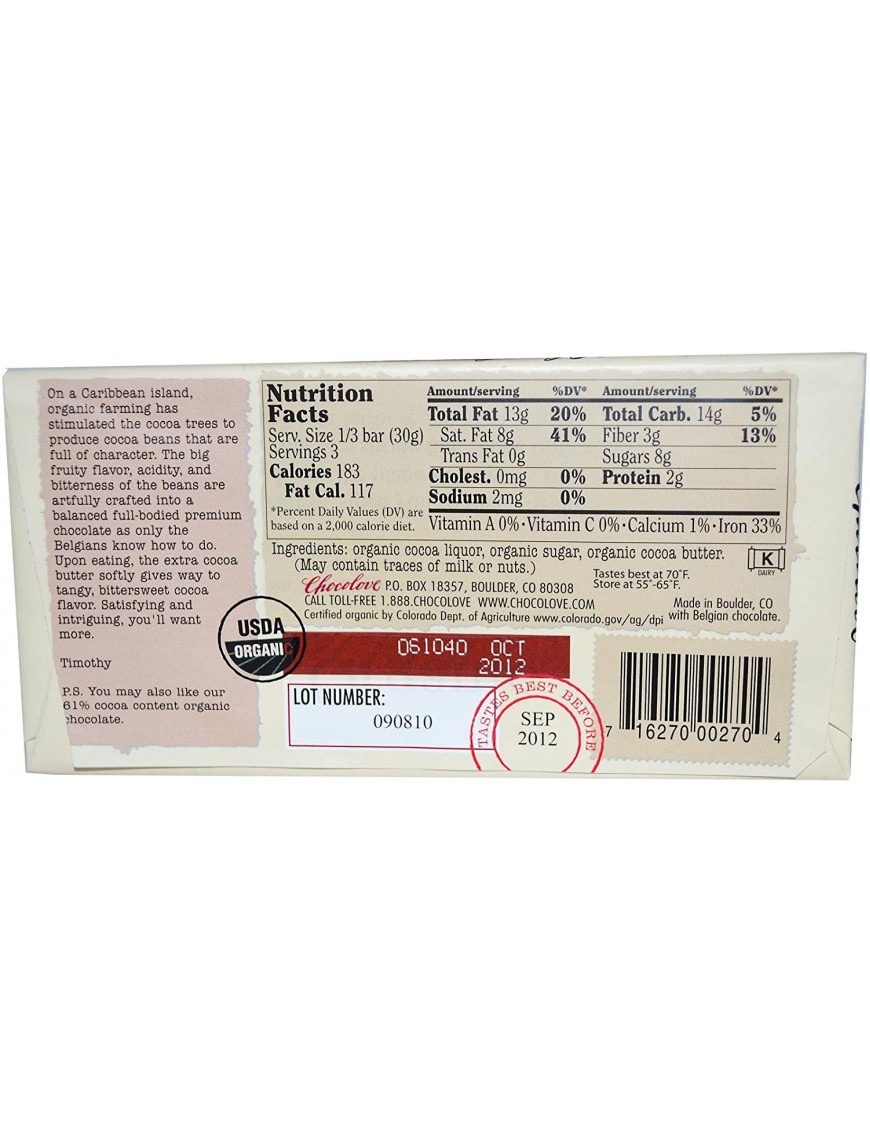 On a Caribbean island,
organic farming has
stimulated the cocoa trees to
produce cocoa beans that are
full of character. The big
fruity flavor, acidity, and
bitterness of the beans are
artfully crafted into a
balanced full-bodied premium
chocolate as only the
Belgians know how to do.
Upon eating, the extra cocoa
butter softly gives way to
tangy, bittersweet cocoa
flavor. Satisfying and
intriguing, you'll want
more.
Timothy
P.S. You may also like our
61% cocoa content organic
chocolate.
USDA
ORGANIC
Nutrition
Facts
Serv. Size 1/3 bar (30g)
Servings 3
Calories 183
Fat Cal. 117
*Percent Daily Values (DV) are
based on a 2,000 calorie diet.
Amount/serving %DV* Amount/serving %DV*
Total Fat 13g 20% Total Carb. 14g 5%
Sat. Fat 8g 41% Fiber 3g 13%
Trans Fat 0g Sugars 8g
Cholest. 0mg 0% Protein 2g
Sodium 2mg 0%
Vitamin A 0%·Vitamin C 0%·Calcium 1%·Iron 33%
Ingredients: organic cocoa liquor, organic sugar, organic cocoa butter.
(May contain traces of milk or nuts.)
Tastes best at 70°F.
Store at 55°-65°F.
K
DAIRY
Chocolove P.O. BOX 18357, BOULDER, CO 80308
CALL TOLL-FREE 1.888.CHOCOLOVE WWW.CHOCOLOVE.COM
Certified organic by Colorado Dept. of Agriculture www.colorado.gov/ag/dpi
Made in Boulder, CO
with Belgian chocolate.
061040 OCT
2012
LOT NUMBER:
090810
TASTES BEST BEFORE
SEP
2012
7 16270 00270 4